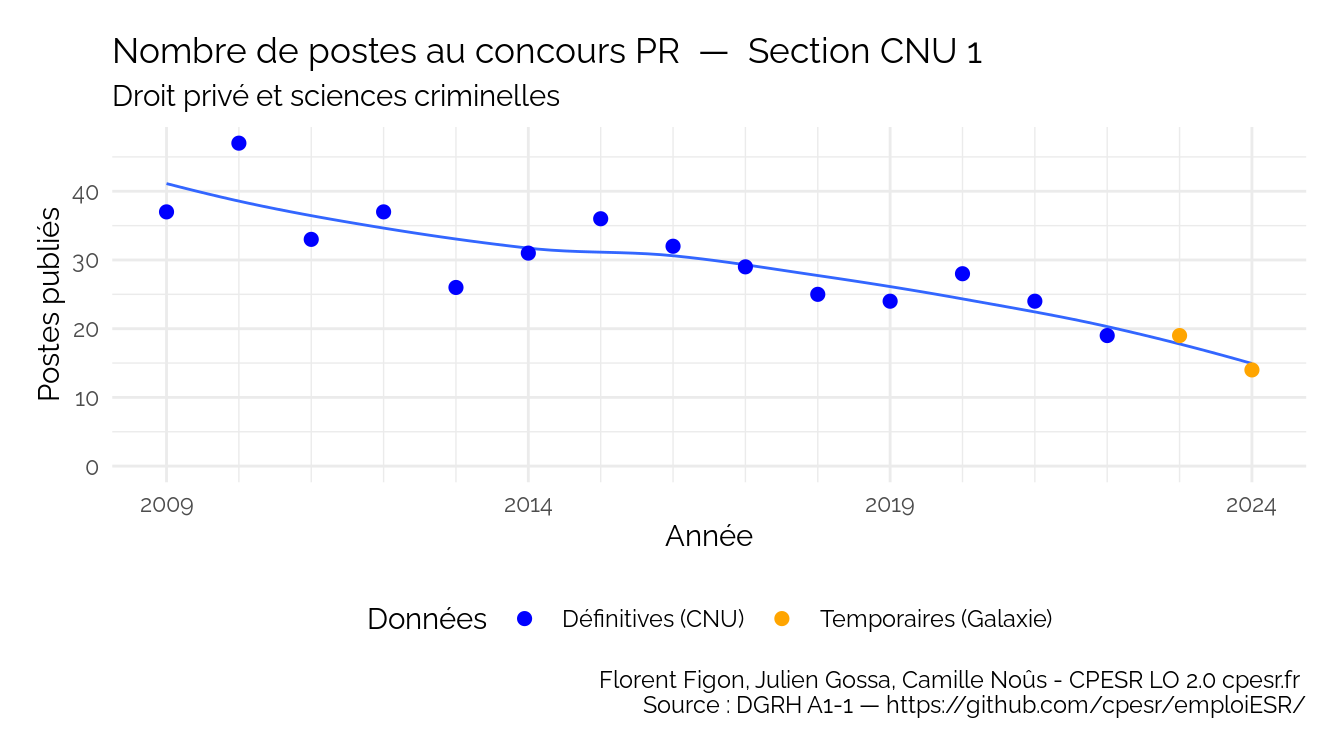 Nombre de postes au concours PR — Section CNU 1
Droit privé et sciences criminelles
Postes publiés
40
30
20
10
0
2009 2014 2019 2024
Année
Données Définitives (CNU) Temporaires (Galaxie)
Florent Figon, Julien Gossa, Camille Noûs - CPESR LO 2.0 cpesr.fr
Source : DGRH A1-1 — https://github.com/cpesr/emploiESR/